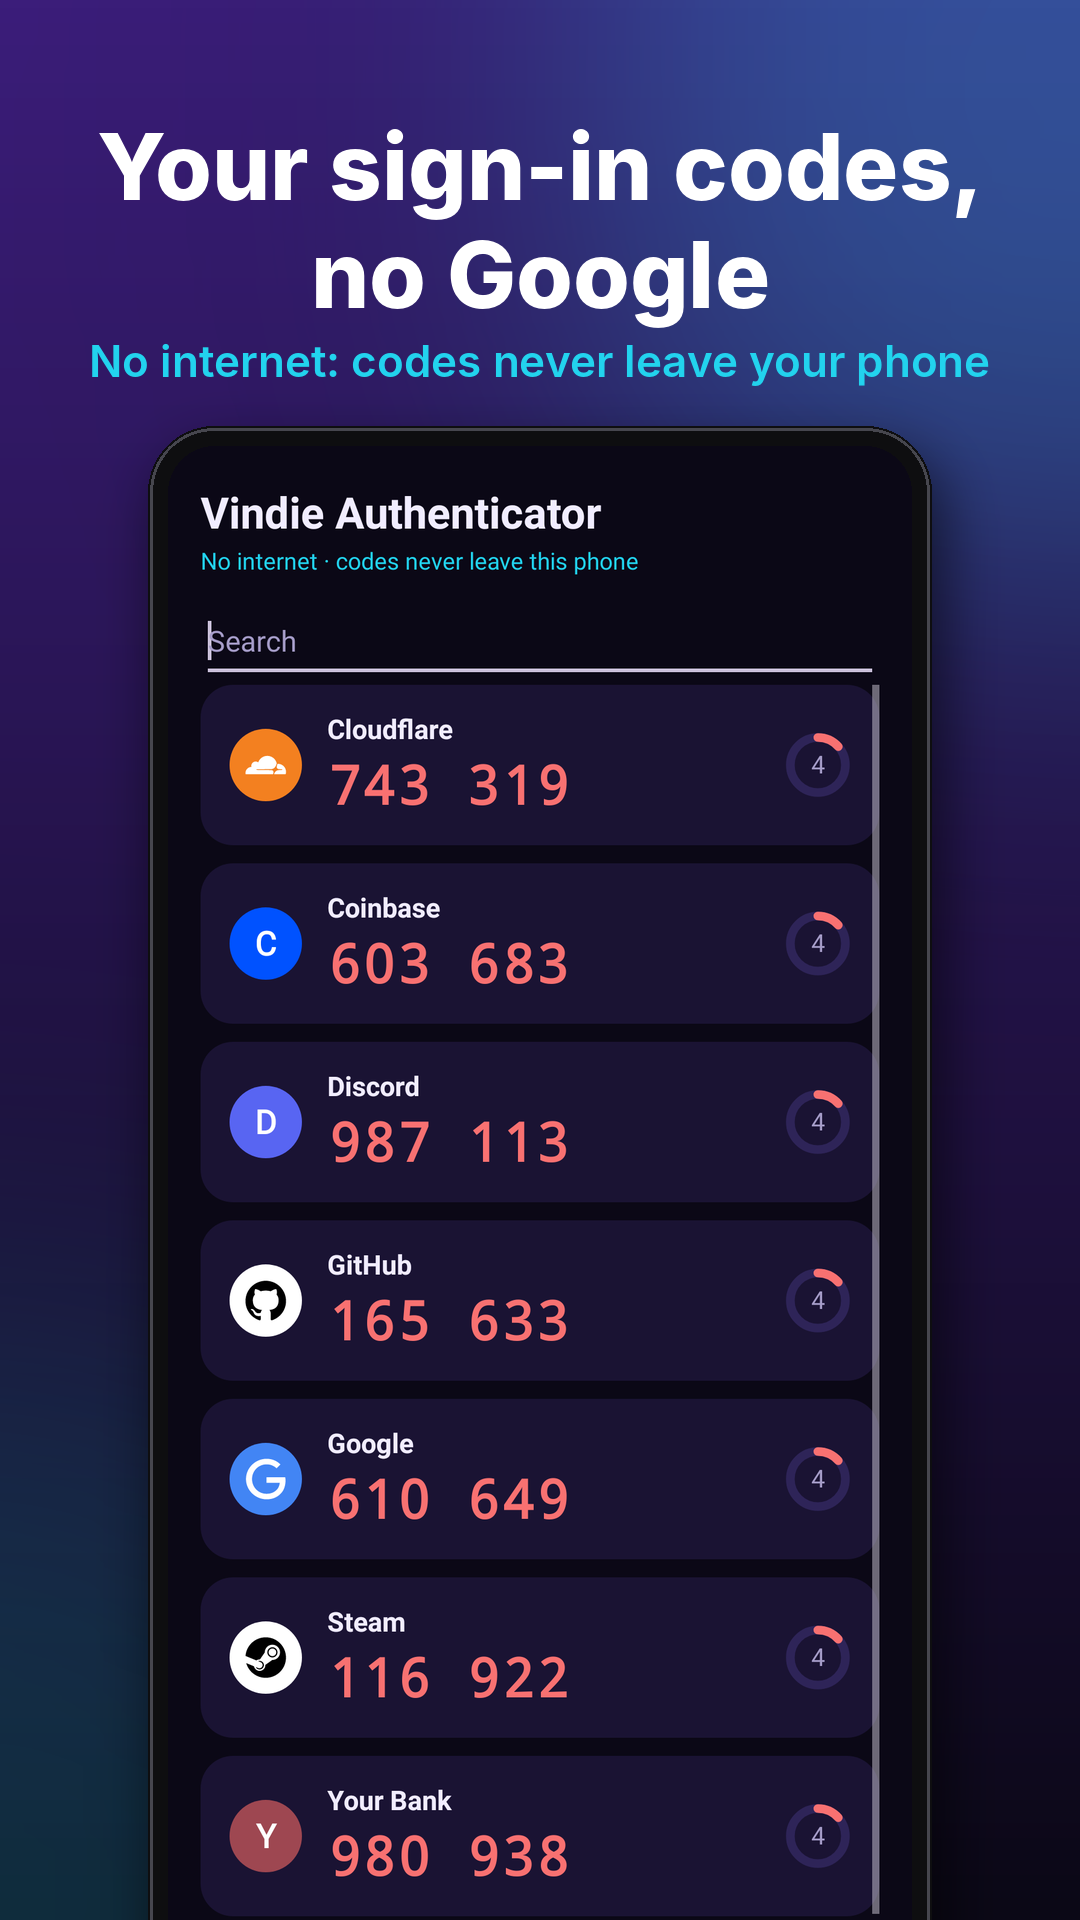 Your sign-in codes,
no Google
No internet: codes never leave your phone
Vindie Authenticator
No internet · codes never leave this phone
Search
Cloudflare
743 319
4
C
Coinbase
603 683
4
D
Discord
987 113
4
GitHub
165 633
4
G
Google
610 649
4
Steam
116 922
4
Y
Your Bank
980 938
4